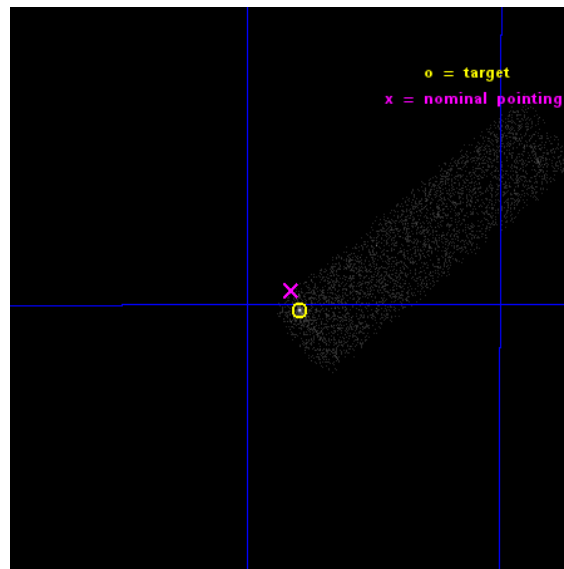 o = target
x = nominal pointing